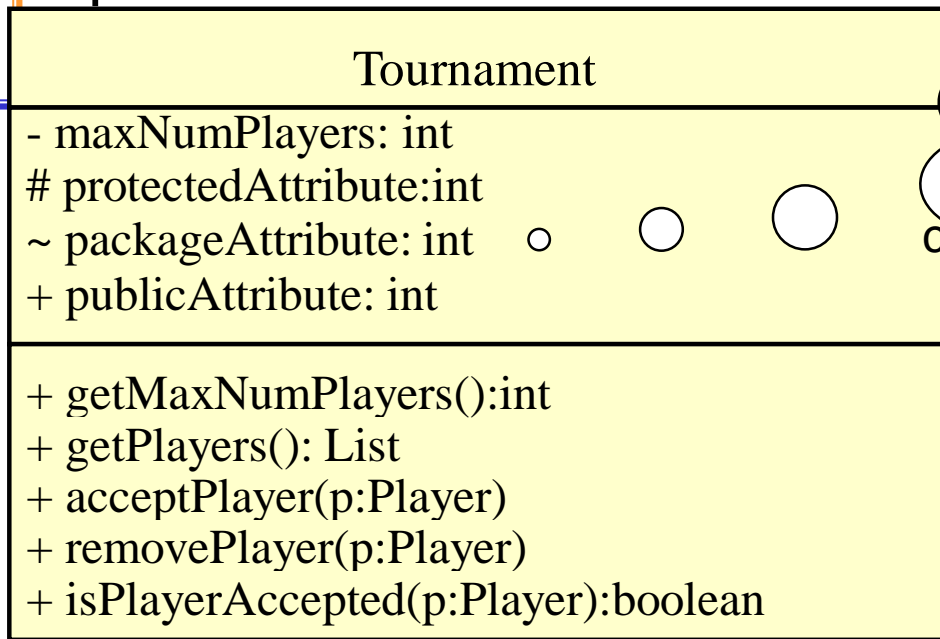 Tournament
- maxNumPlayers: int
# protectedAttribute:int
~ packageAttribute: int
+ publicAttribute: int
+ getMaxNumPlayers():int
+ getPlayers(): List
+ acceptPlayer(p:Player)
+ removePlayer(p:Player)
+ isPlayerAccepted(p:Player):boolean